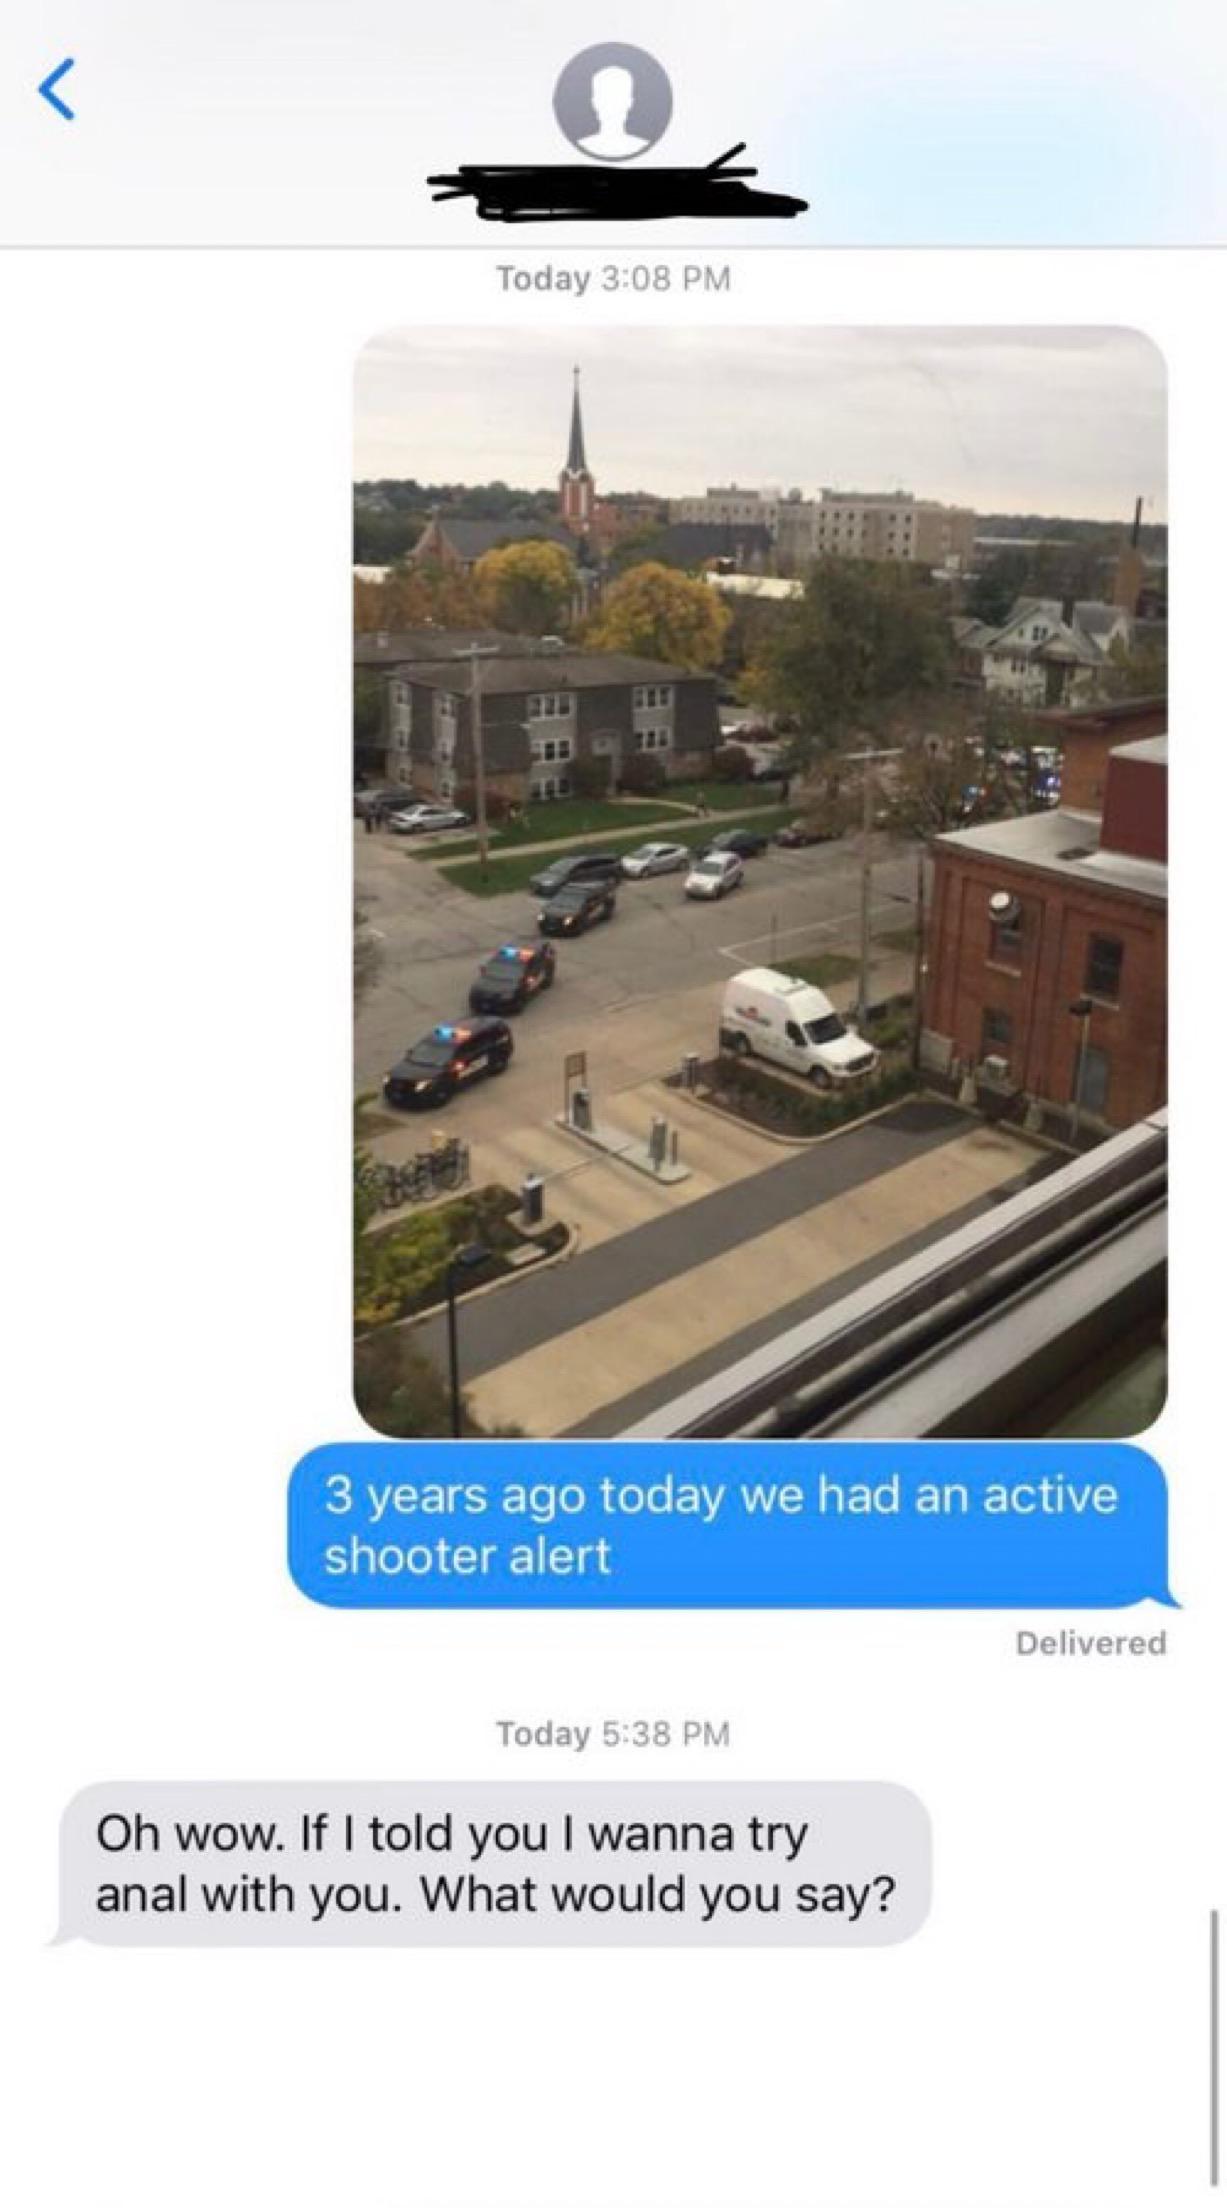 Today 3:08 PM
3 years ago today we had an active
shooter alert
Delivered
Today 5:38 PM
Oh wow. If I told you I wanna try
anal with you. What would you say?